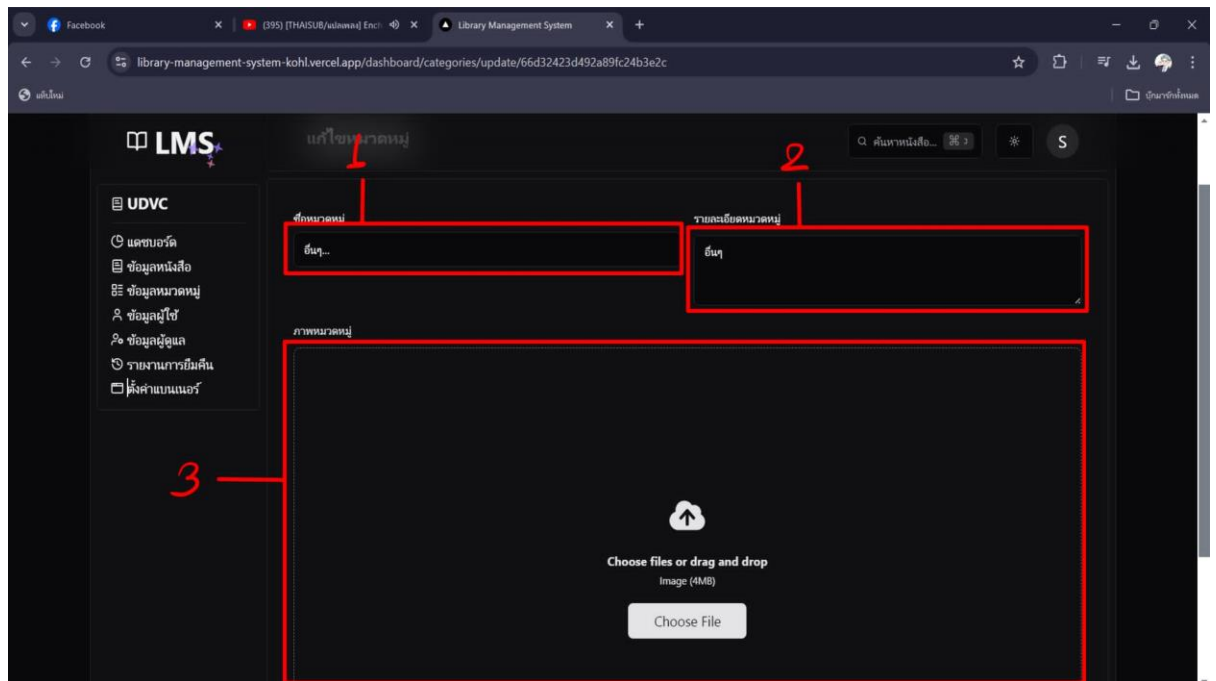 Facebook
(395) [THAISUB/แปลเพลง] Ench
Library Management System
library-management-system-kohl.vercel.app/dashboard/categories/update/66d32423d492a89fc24b3e2c
แท็บใหม่
บุ๊กมาร์กทั้งหมด
LMS
แก้ไขหมวดหมู่
ค้นหาหนังสือ... ⌘ J
S
1
2
UDVC
แดชบอร์ด
ข้อมูลหนังสือ
ข้อมูลหมวดหมู่
ข้อมูลผู้ใช้
ข้อมูลผู้ดูแล
รายงานการยืมคืน
ตั้งค่าแบนเนอร์
ชื่อหมวดหมู่
อื่นๆ...
รายละเอียดหมวดหมู่
อื่นๆ
ภาพหมวดหมู่
3
Choose files or drag and drop
Image (4MB)
Choose File